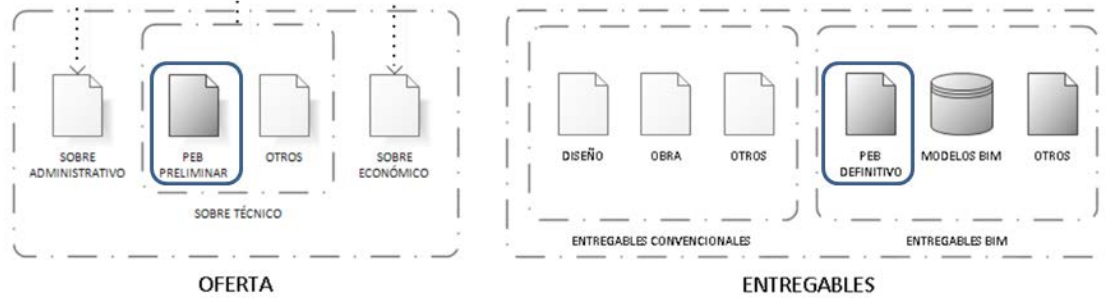 SOBRE
ADMINISTRATIVO
PEB
PRELIMINAR
OTROS
SOBRE
ECONÓMICO
SOBRE TÉCNICO
OFERTA
DISEÑO
OBRA
OTROS
PEB
DEFINITIVO
MODELOS BIM
OTROS
ENTREGABLES CONVENCIONALES
ENTREGABLES BIM
ENTREGABLES